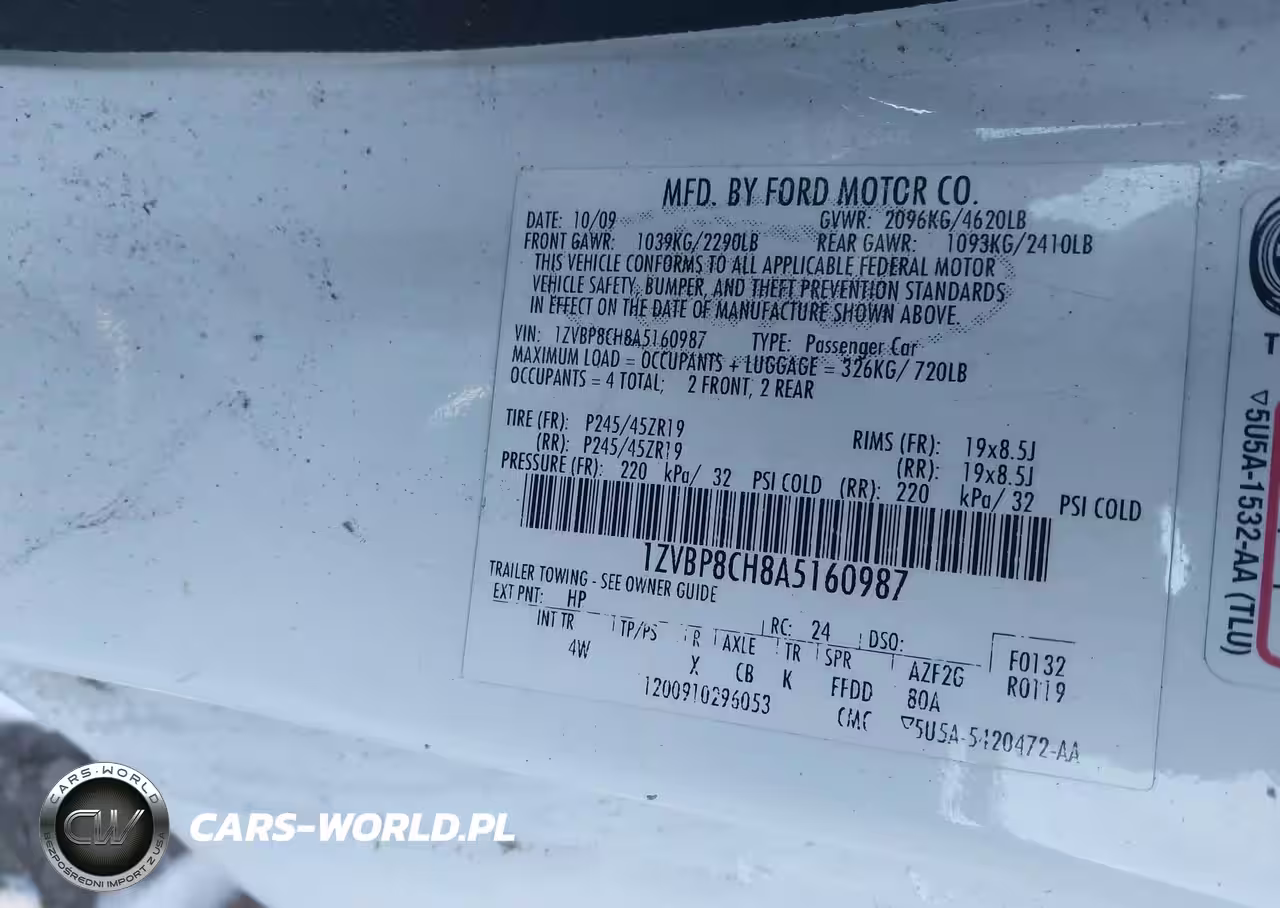 MFD. BY FORD MOTOR CO.
DATE: 10/09 GVWR: 2096KG/4620LB
FRONT GAWR: 1039KG/2290LB REAR GAWR: 1093KG/2410LB
THIS VEHICLE CONFORMS TO ALL APPLICABLE FEDERAL MOTOR
VEHICLE SAFETY, BUMPER, AND THEFT PREVENTION STANDARDS
IN EFFECT ON THE DATE OF MANUFACTURE SHOWN ABOVE.
VIN: 1ZVBP8CH8A5160987 TYPE: Passenger Car
MAXIMUM LOAD = OCCUPANTS + LUGGAGE = 326KG/ 720LB
OCCUPANTS = 4 TOTAL; 2 FRONT, 2 REAR
TIRE (FR): P245/45ZR19 RIMS (FR): 19x8.5J
(RR): P245/45ZR19 (RR): 19x8.5J
PRESSURE (FR): 220 kPa/ 32 PSI COLD (RR): 220 kPa/ 32 PSI COLD
1ZVBP8CH8A5160987
TRAILER TOWING - SEE OWNER GUIDE
EXT PNT: HP RC: 24 DSO: F0132
INT TR TP/PS R AXLE TR SPR AZF2G R0119
4W X CB K FFDD 80A
1200910296053 CMC 5U5A-5420472-AA
T
5U5A-1532-AA (TLU)
CARS-WORLD
CW
BEZPOŚREDNI IMPORT Z USA
CARS-WORLD.PL